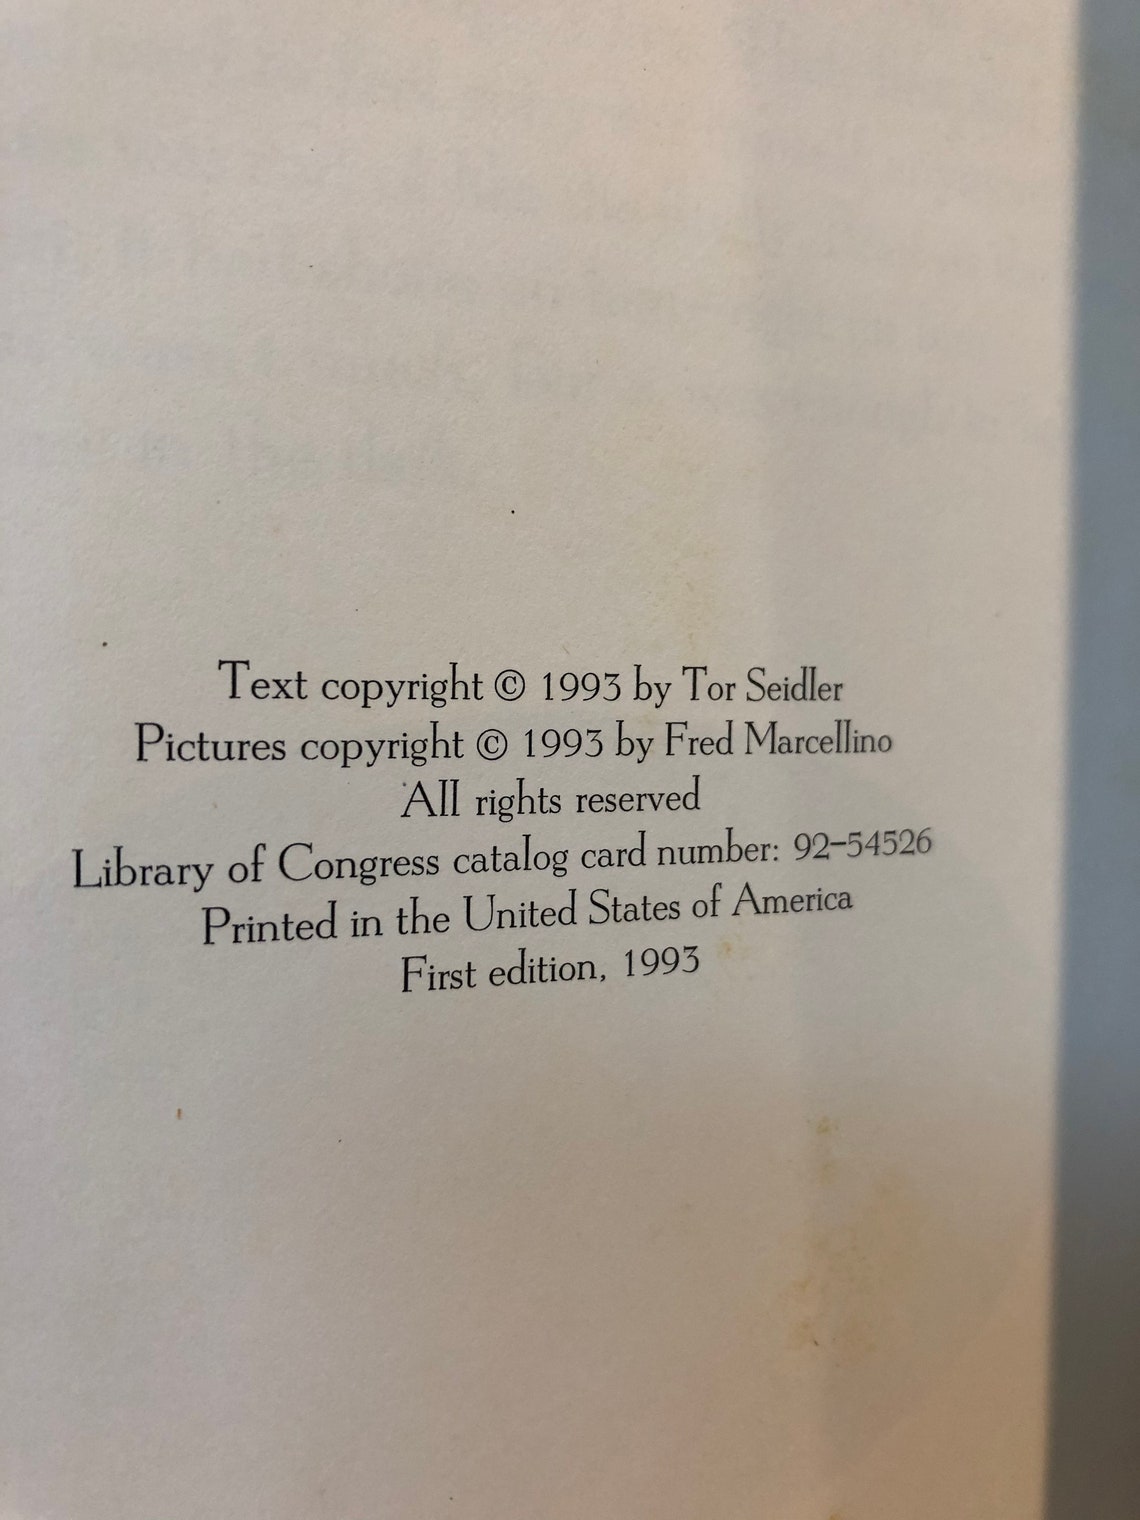 Text copyright © 1993 by Tor Seidler
Pictures copyright © 1993 by Fred Marcellino
All rights reserved
Library of Congress catalog card number: 92-54526
Printed in the United States of America
First edition, 1993